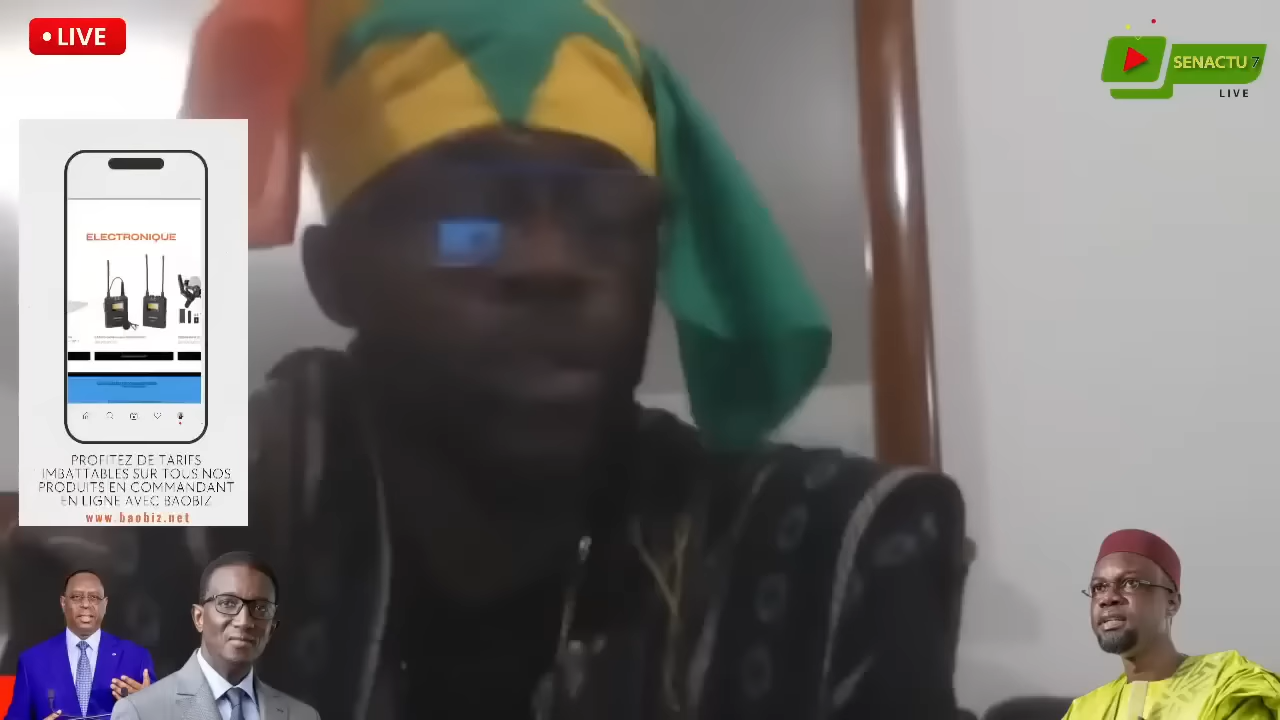 LIVE
SENACTU 7
LIVE
ELECTRONIQUE
PROFITEZ DE TARIFS
IMBATTABLES SUR TOUS NOS
PRODUITS EN COMMANDANT
EN LIGNE AVEC BAOBIZ
www.baobiz.net